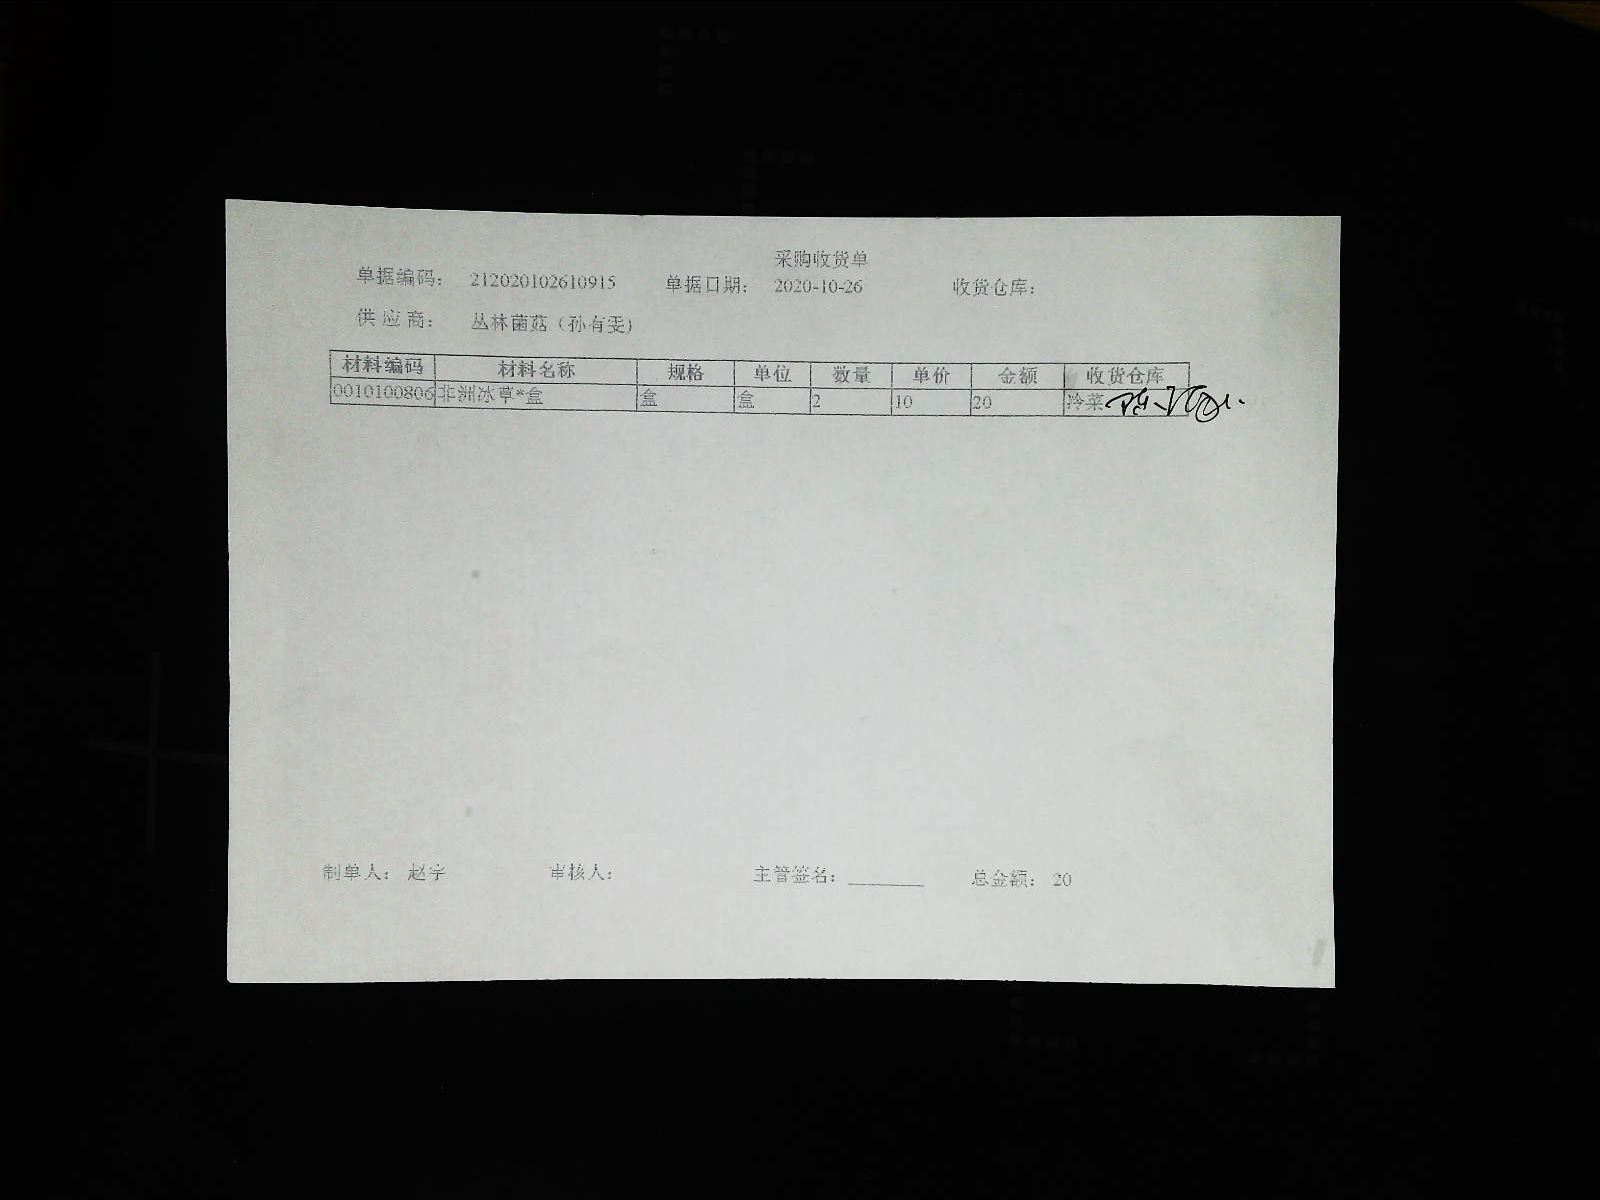 采购收货单
单据编码： 212020102610915 单据日期： 2020-10-26 收货仓库：
供应商： 丛林菌菇（孙有雯）
材料编码 材料名称 规格 单位 数量 单价 金额 收货仓库
0010100806 非洲冰草*盒 盒 盒 2 10 20 冷菜
制单人： 赵宇 审核人： 主管签名： 总金额： 20